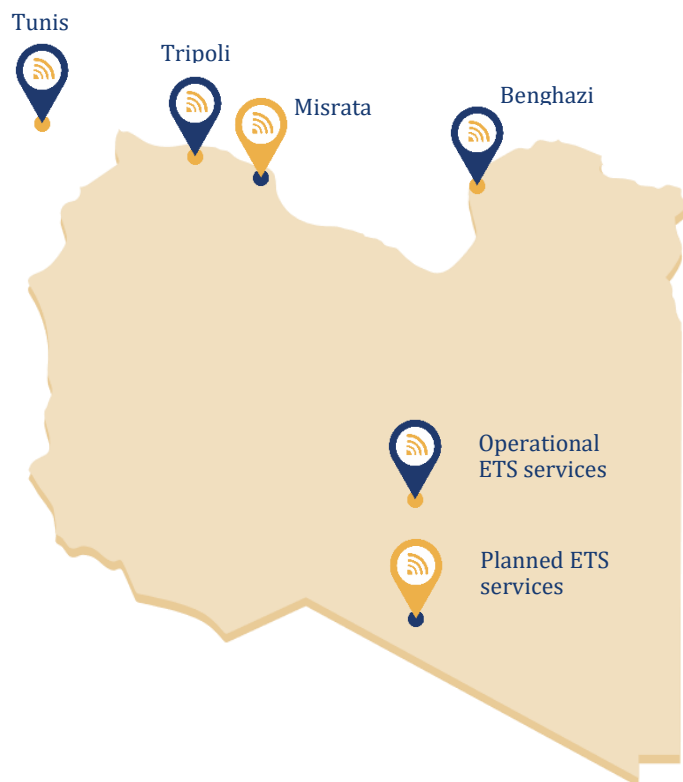 Tunis
Tripoli
Misrata
Benghazi
Operational
ETS services
Planned ETS
services